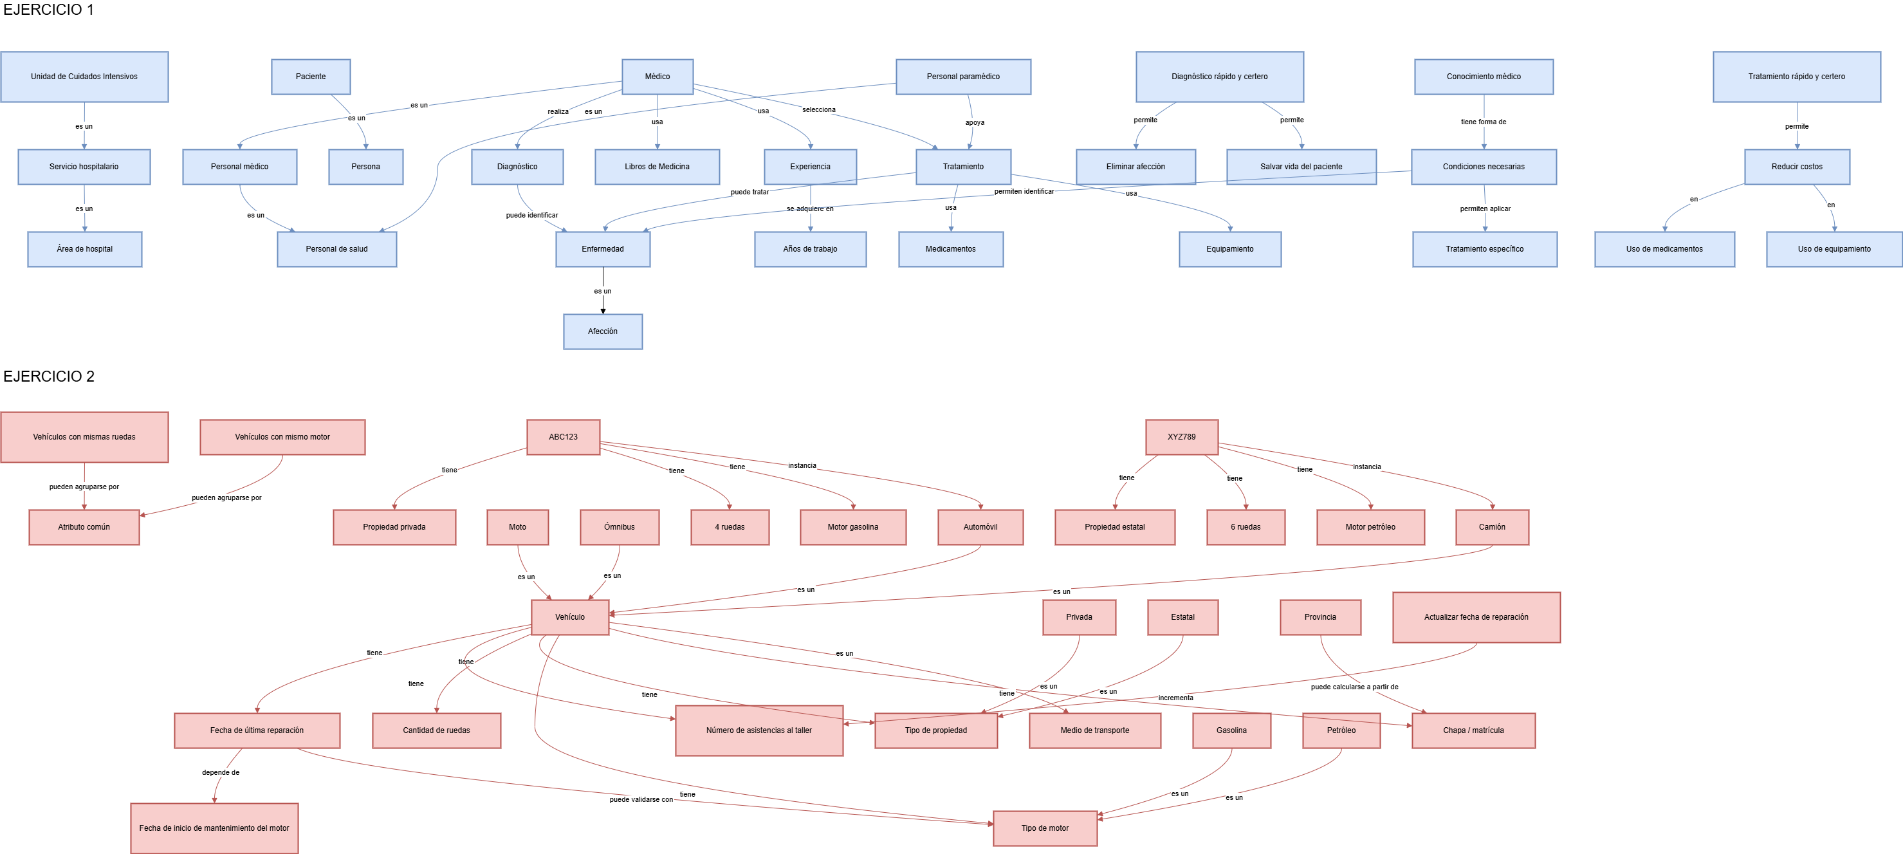 EJERCICIO 1
Unidad de Cuidados Intensivos
Paciente
Médico
Personal paramédico
Diagnóstico rápido y certero
Conocimiento médico
Tratamiento rápido y certero
es un
es un
es un
realiza
es un
usa
usa
selecciona
apoya
permite
permite
tiene forma de
permite
Servicio hospitalario
Personal médico
Persona
Diagnóstico
Libros de Medicina
Experiencia
Tratamiento
Eliminar afección
Salvar vida del paciente
Condiciones necesarias
Reducir costos
es un
es un
puede identificar
puede tratar
se adquiere en
usa
permiten identificar
usa
permiten aplicar
en
en
Área de hospital
Personal de salud
Enfermedad
Años de trabajo
Medicamentos
Equipamiento
Tratamiento específico
Uso de medicamentos
Uso de equipamiento
es un
Afección
EJERCICIO 2
Vehículos con mismas ruedas
Vehículos con mismo motor
ABC123
XYZ789
pueden agruparse por
pueden agruparse por
tiene
tiene
tiene
instancia
tiene
tiene
tiene
instancia
Atributo común
Propiedad privada
Moto
Ómnibus
4 ruedas
Motor gasolina
Automóvil
Propiedad estatal
6 ruedas
Motor petróleo
Camión
es un
es un
es un
es un
Vehículo
Privada
Estatal
Provincia
Actualizar fecha de reparación
tiene
tiene
tiene
tiene
es un
tiene
es un
es un
incrementa
puede calcularse a partir de
Fecha de última reparación
Cantidad de ruedas
Número de asistencias al taller
Tipo de propiedad
Medio de transporte
Gasolina
Petróleo
Chapa / matrícula
depende de
puede validarse con
tiene
es un
es un
Fecha de inicio de mantenimiento del motor
Tipo de motor